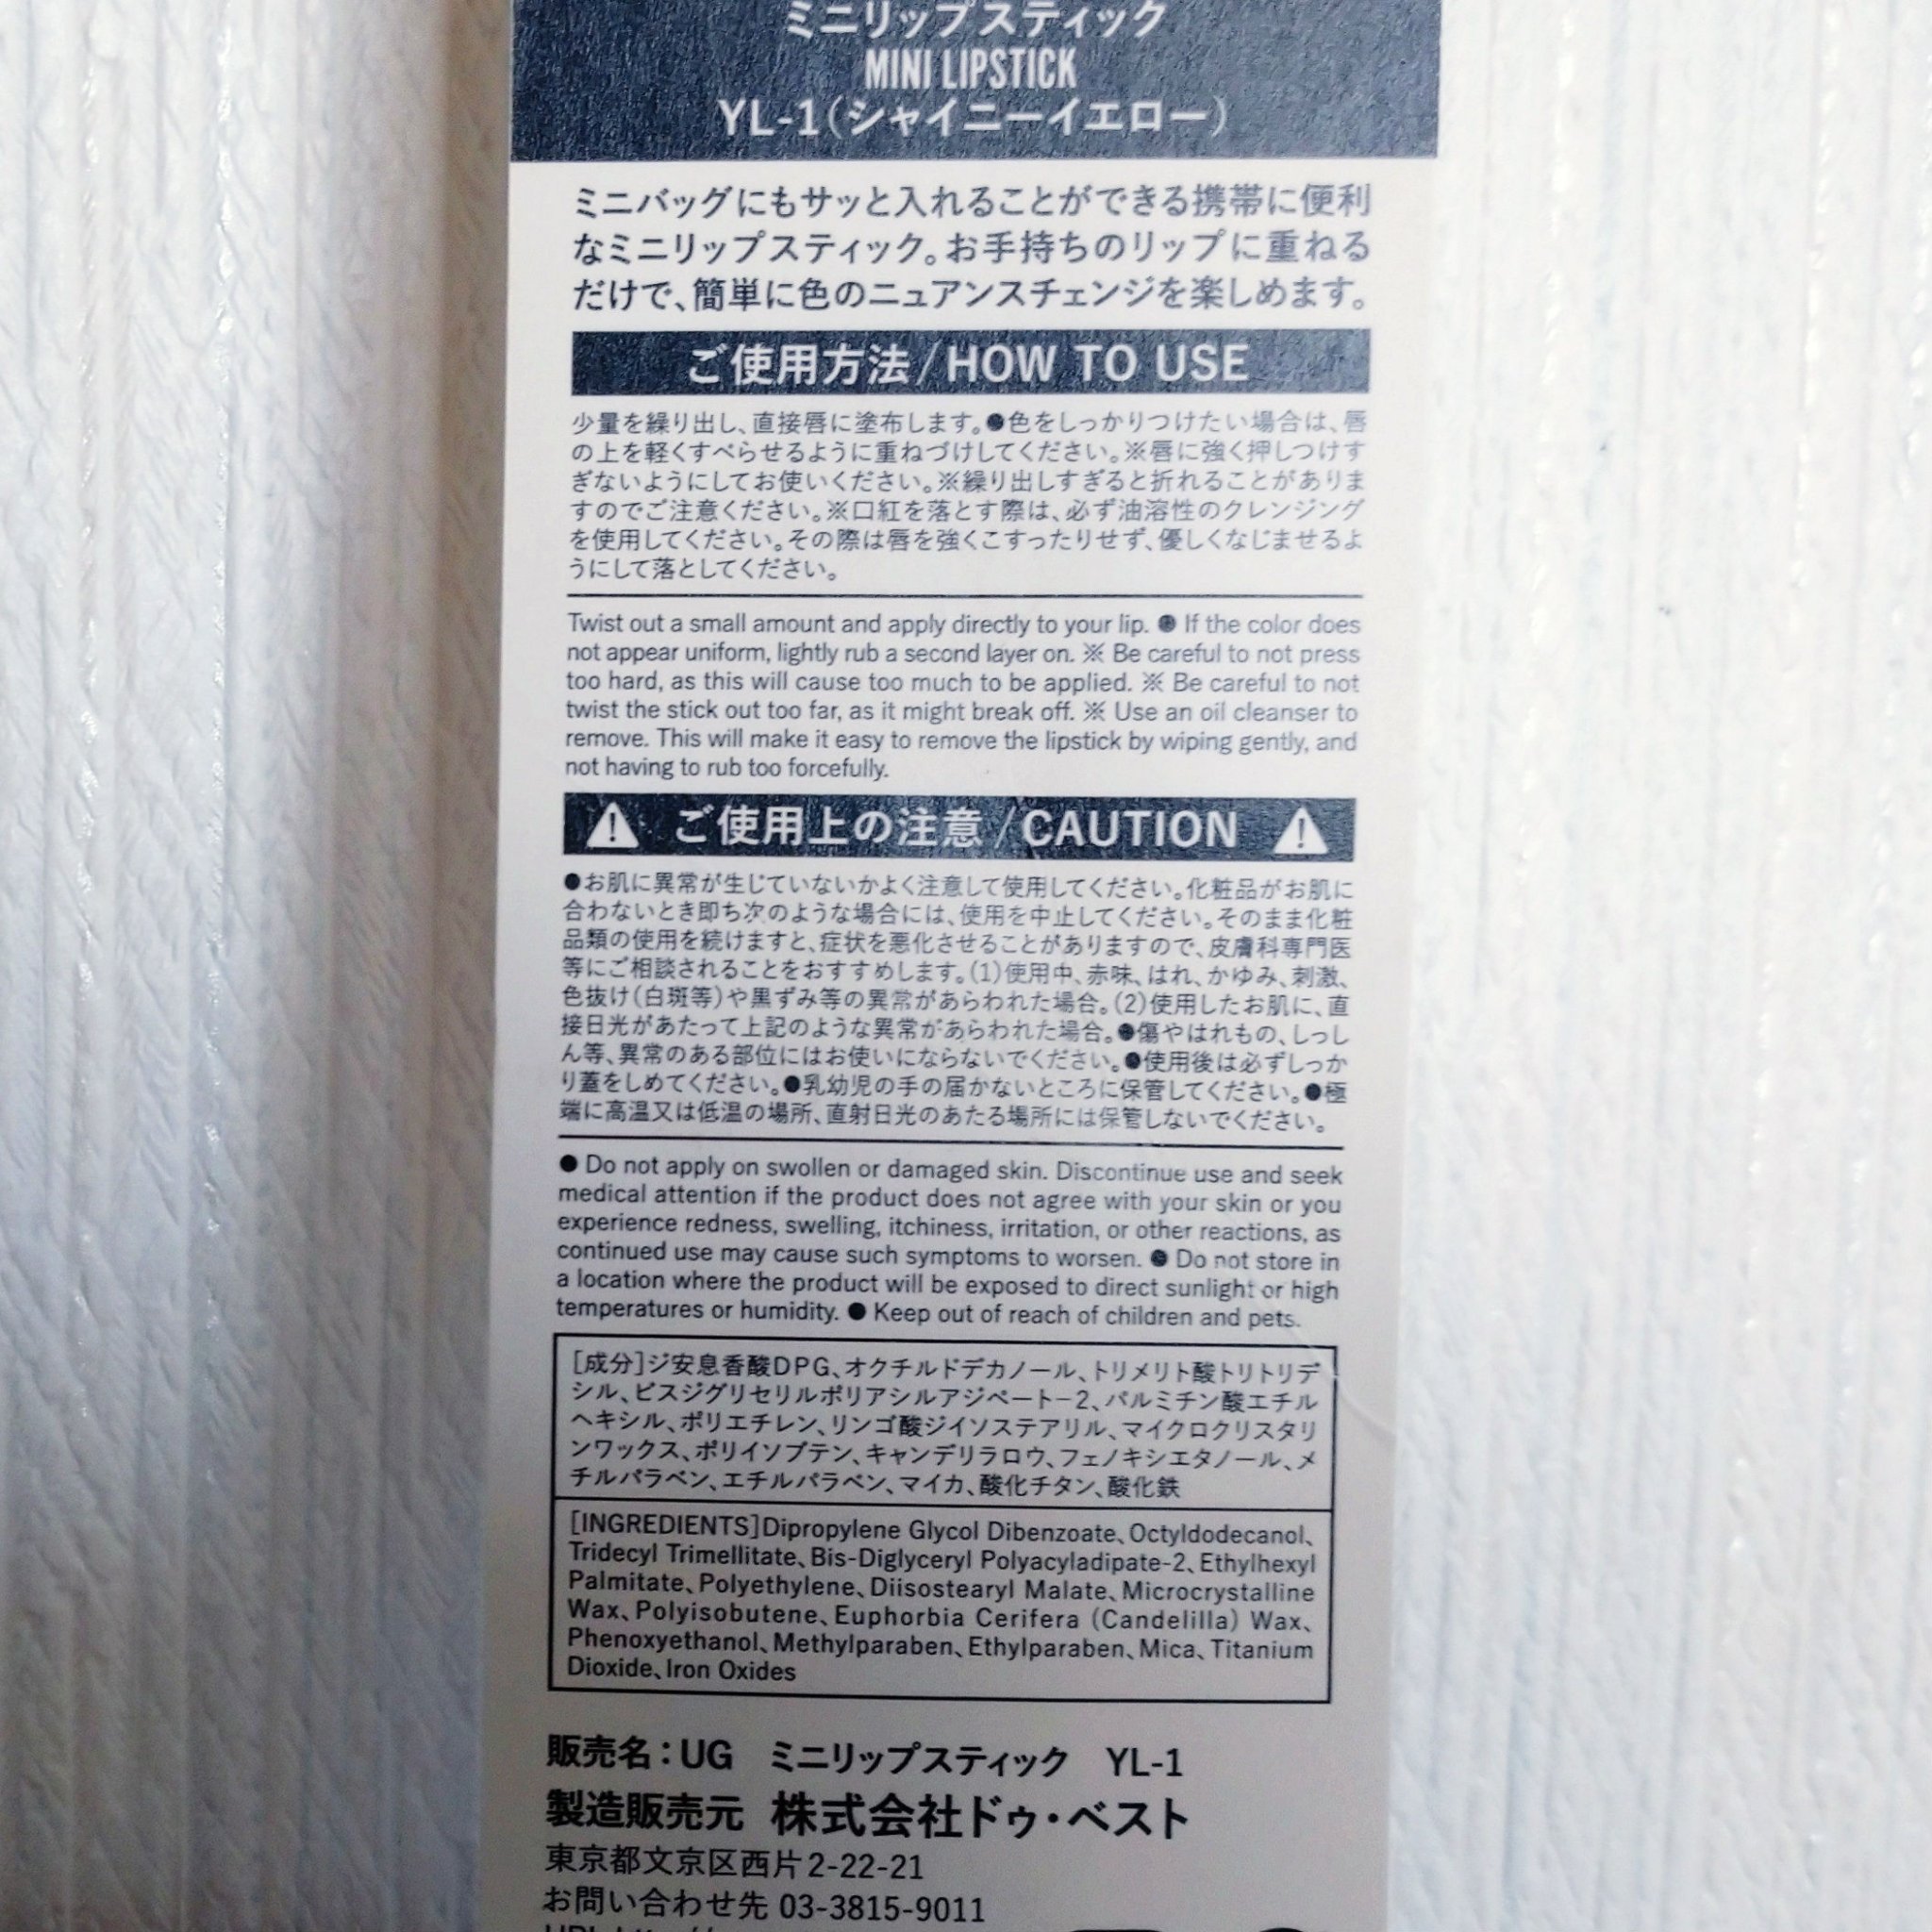 ミニリップスティック
MINI LIPSTICK
YL-1(シャイニーイエロー)
ミニバッグにもサッと入れることができる携帯に便利
なミニリップスティック。お手持ちのリップに重ねる
だけで、簡単に色のニュアンスチェンジを楽しめます。
ご使用方法/HOW TO USE
少量を繰り出し、直接唇に塗布します。●色をしっかりつけたい場合は、唇
の上を軽くすべらせるように重ねづけしてください。※唇に強く押しつけす
ぎないようにしてお使いください。※繰り出しすぎると折れることがありま
すのでご注意ください。※口紅を落とす際は、必ず油溶性のクレンジング
を使用してください。その際は唇を強くこすったりせず、優しくなじませるよ
うにして落としてください。
Twist out a small amount and apply directly to your lip. ● If the color does
not appear uniform, lightly rub a second layer on. ※ Be careful to not press
too hard, as this will cause too much to be applied. ※ Be careful to not
twist the stick out too far, as it might break off. ※ Use an oil cleanser to
remove. This will make it easy to remove the lipstick by wiping gently, and
not having to rub too forcefully.
ご使用上の注意/CAUTION
●お肌に異常が生じていないかよく注意して使用してください。化粧品がお肌に
合わないとき即ち次のような場合には、使用を中止してください。そのまま化粧
品類の使用を続けますと、症状を悪化させることがありますので、皮膚科専門医
等にご相談されることをおすすめします。(1)使用中、赤味、はれ、かゆみ、刺激、
色抜け(白斑等)や黒ずみ等の異常があらわれた場合。(2)使用したお肌に、直
接日光があたって上記のような異常があらわれた場合。●傷やはれもの、しっし
ん等、異常のある部位にはお使いにならないでください。●使用後は必ずしっか
り蓋をしめてください。●乳幼児の手の届かないところに保管してください。●極
端に高温又は低温の場所、直射日光のあたる場所には保管しないでください。
● Do not apply on swollen or damaged skin. Discontinue use and seek
medical attention if the product does not agree with your skin or you
experience redness, swelling, itchiness, irritation, or other reactions, as
continued use may cause such symptoms to worsen. ● Do not store in
a location where the product will be exposed to direct sunlight or high
temperatures or humidity. ● Keep out of reach of children and pets.
[成分]ジ安息香酸DPG、オクチルドデカノール、トリメリト酸トリトリデ
シル、ビスジグリセリルポリアシルアジペート-2、パルミチン酸エチル
ヘキシル、ポリエチレン、リンゴ酸ジイソステアリル、マイクロクリスタリ
ンワックス、ポリイソブテン、キャンデリラロウ、フェノキシエタノール、メ
チルパラベン、エチルパラベン、マイカ、酸化チタン、酸化鉄
[INGREDIENTS]Dipropylene Glycol Dibenzoate、Octyldodecanol、
Tridecyl Trimellitate、Bis-Diglyceryl Polyacyladipate-2、Ethylhexyl
Palmitate、Polyethylene、Diisostearyl Malate、Microcrystalline
Wax、Polyisobutene、Euphorbia Cerifera (Candelilla) Wax、
Phenoxyethanol、Methylparaben、Ethylparaben、Mica、Titanium
Dioxide、Iron Oxides
販売名：UG ミニリップスティック YL-1
製造販売元 株式会社ドゥ・ベスト
東京都文京区西片2-22-21
お問い合わせ先 03-3815-9011